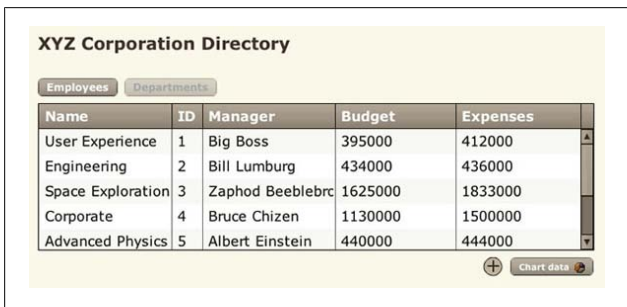 XYZ Corporation Directory
Employees Departments
Name ID Manager Budget Expenses
User Experience 1 Big Boss 395000 412000
Engineering 2 Bill Lumburg 434000 436000
Space Exploration 3 Zaphod Beeblebrc 1625000 1833000
Corporate 4 Bruce Chizen 1130000 1500000
Advanced Physics 5 Albert Einstein 440000 444000
Chart data